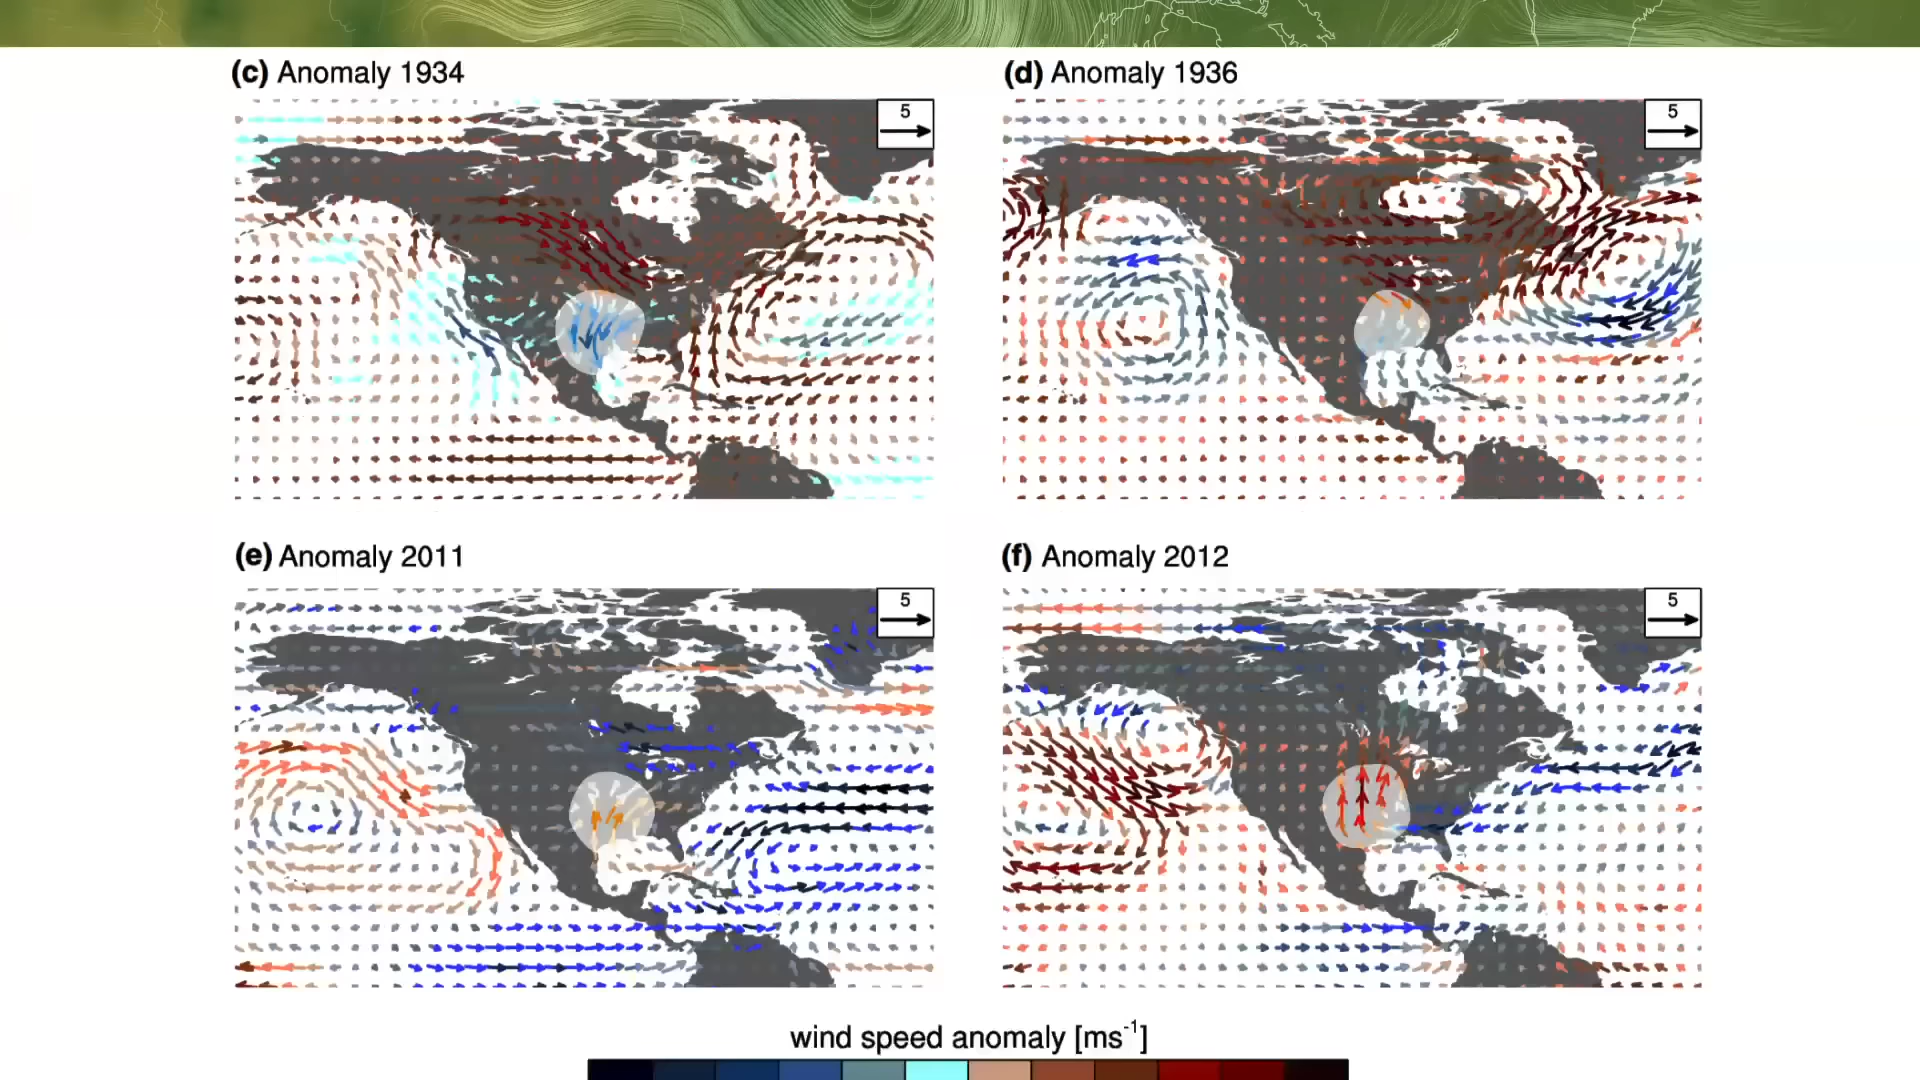 (c) Anomaly 1934
5
(d) Anomaly 1936
5
(e) Anomaly 2011
5
(f) Anomaly 2012
5
wind speed anomaly [ms⁻¹]